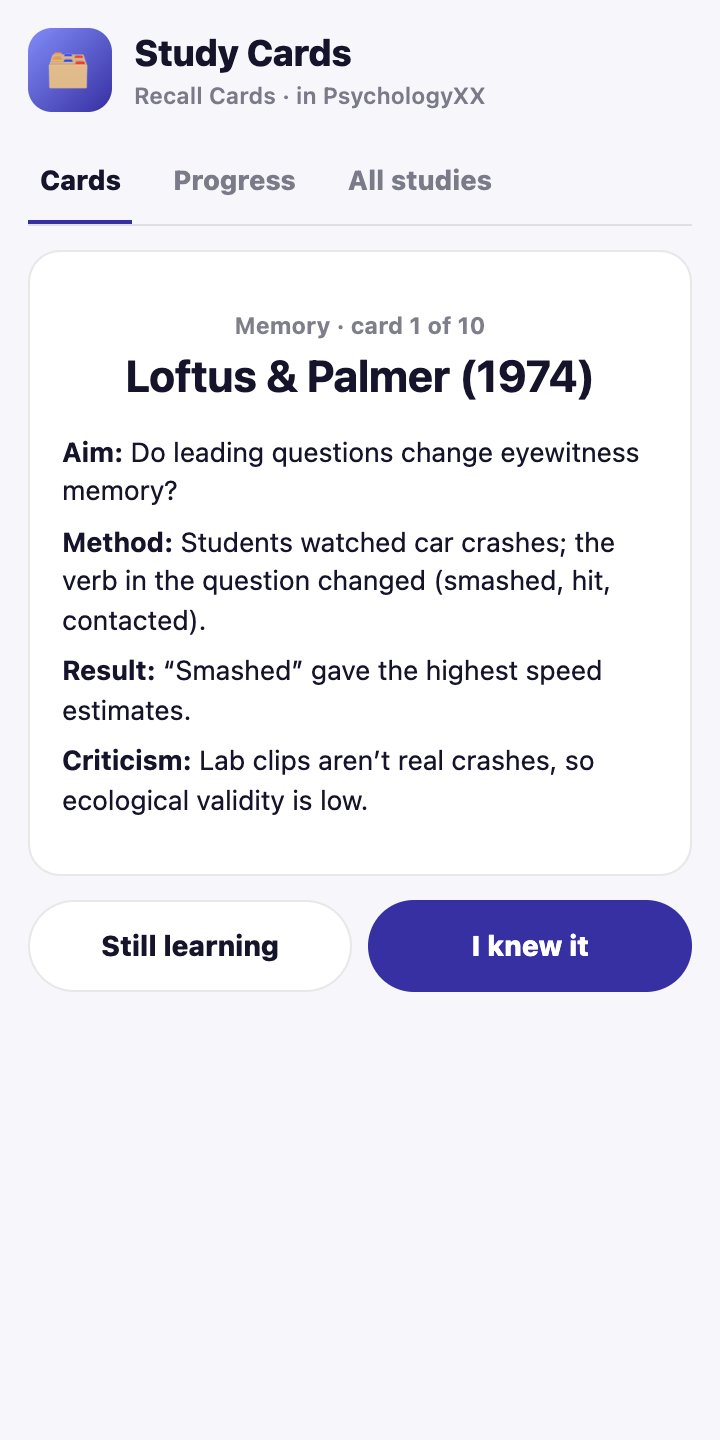 Study Cards
Recall Cards · in PsychologyXX
Cards Progress All studies
Memory · card 1 of 10
Loftus & Palmer (1974)
Aim: Do leading questions change eyewitness
memory?
Method: Students watched car crashes; the
verb in the question changed (smashed, hit,
contacted).
Result: “Smashed” gave the highest speed
estimates.
Criticism: Lab clips aren’t real crashes, so
ecological validity is low.
Still learning
I knew it